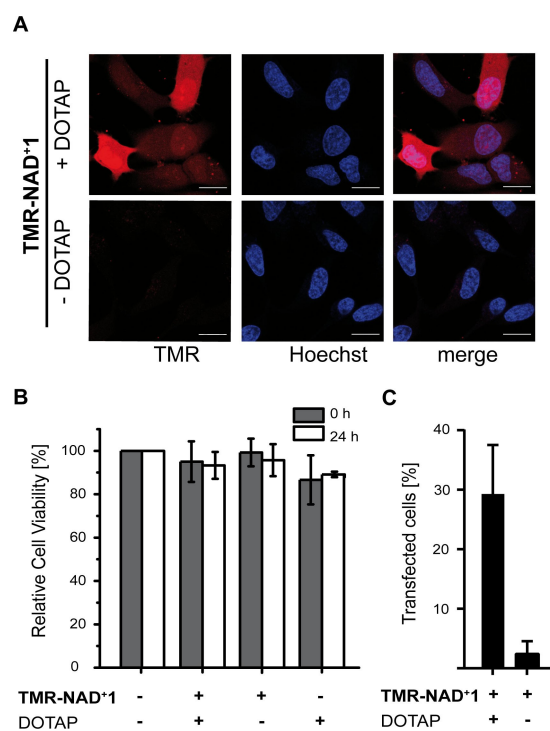 A
TMR-NAD+1
+ DOTAP
- DOTAP
TMR Hoechst merge
B
0 h
24 h
Relative Cell Viability [%]
100
80
60
40
20
0
TMR-NAD+1 - + + -
DOTAP - + - +
C
Transfected cells [%]
40
30
20
10
TMR-NAD+1 + +
DOTAP + -